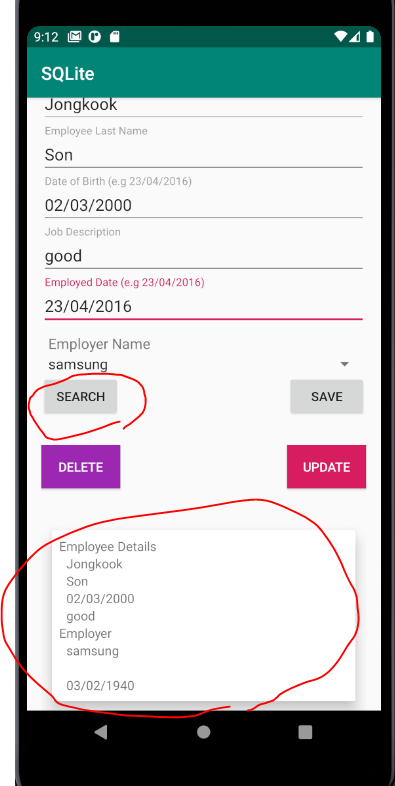 9:12
SQLite
Jongkook
Employee Last Name
Son
Date of Birth (e.g 23/04/2016)
02/03/2000
Job Description
good
Employed Date (e.g 23/04/2016)
23/04/2016
Employer Name
samsung
SEARCH SAVE
DELETE UPDATE
Employee Details
Jongkook
Son
02/03/2000
good
Employer
samsung
03/02/1940